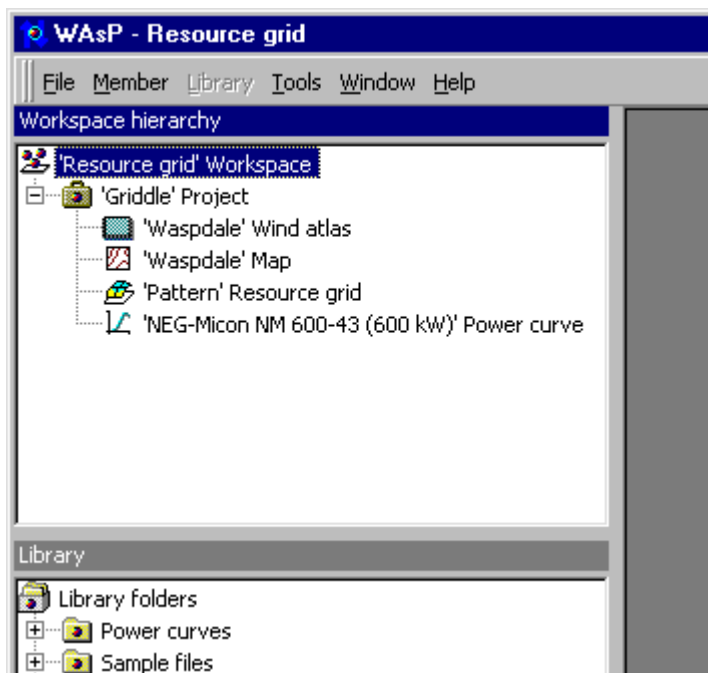 WAsP - Resource grid
File Member Library Tools Window Help
Workspace hierarchy
'Resource grid' Workspace
'Griddle' Project
'Waspdale' Wind atlas
'Waspdale' Map
'Pattern' Resource grid
'NEG-Micon NM 600-43 (600 kW)' Power curve
Library
Library folders
Power curves
Sample files